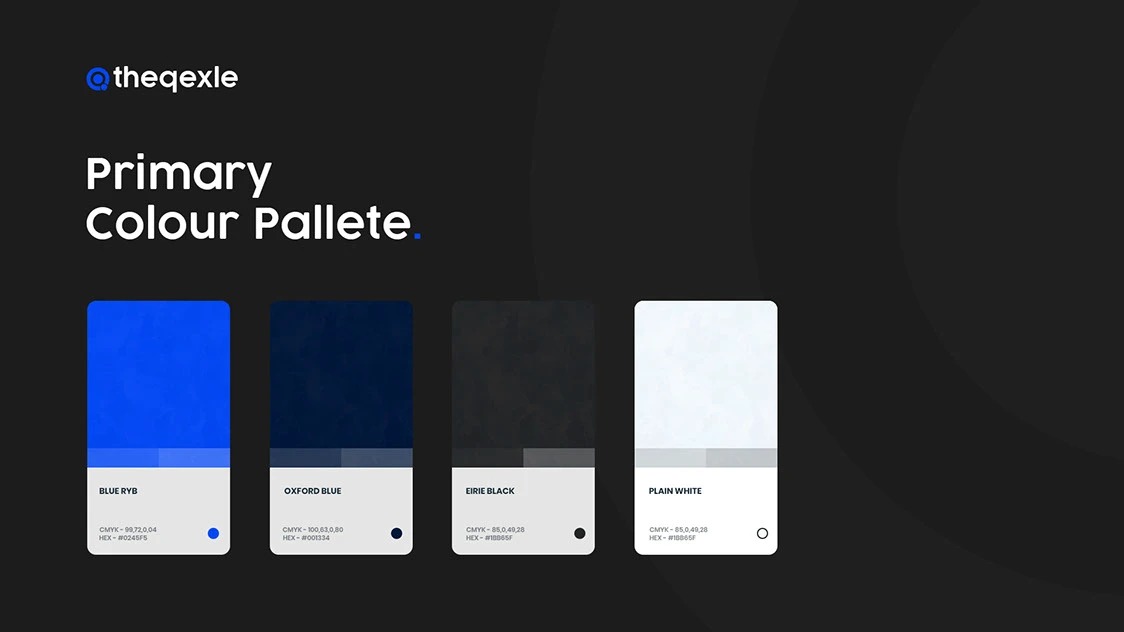 theqexle
Primary
Colour Pallete.
BLUE RYB
CMYK - 99,72,0,04
HEX - #0245F5
OXFORD BLUE
CMYK - 100,63,0,80
HEX - #001334
EIRIE BLACK
CMYK - 85,0,49,28
HEX - #1BB65F
PLAIN WHITE
CMYK - 85,0,49,28
HEX - #1BB65F